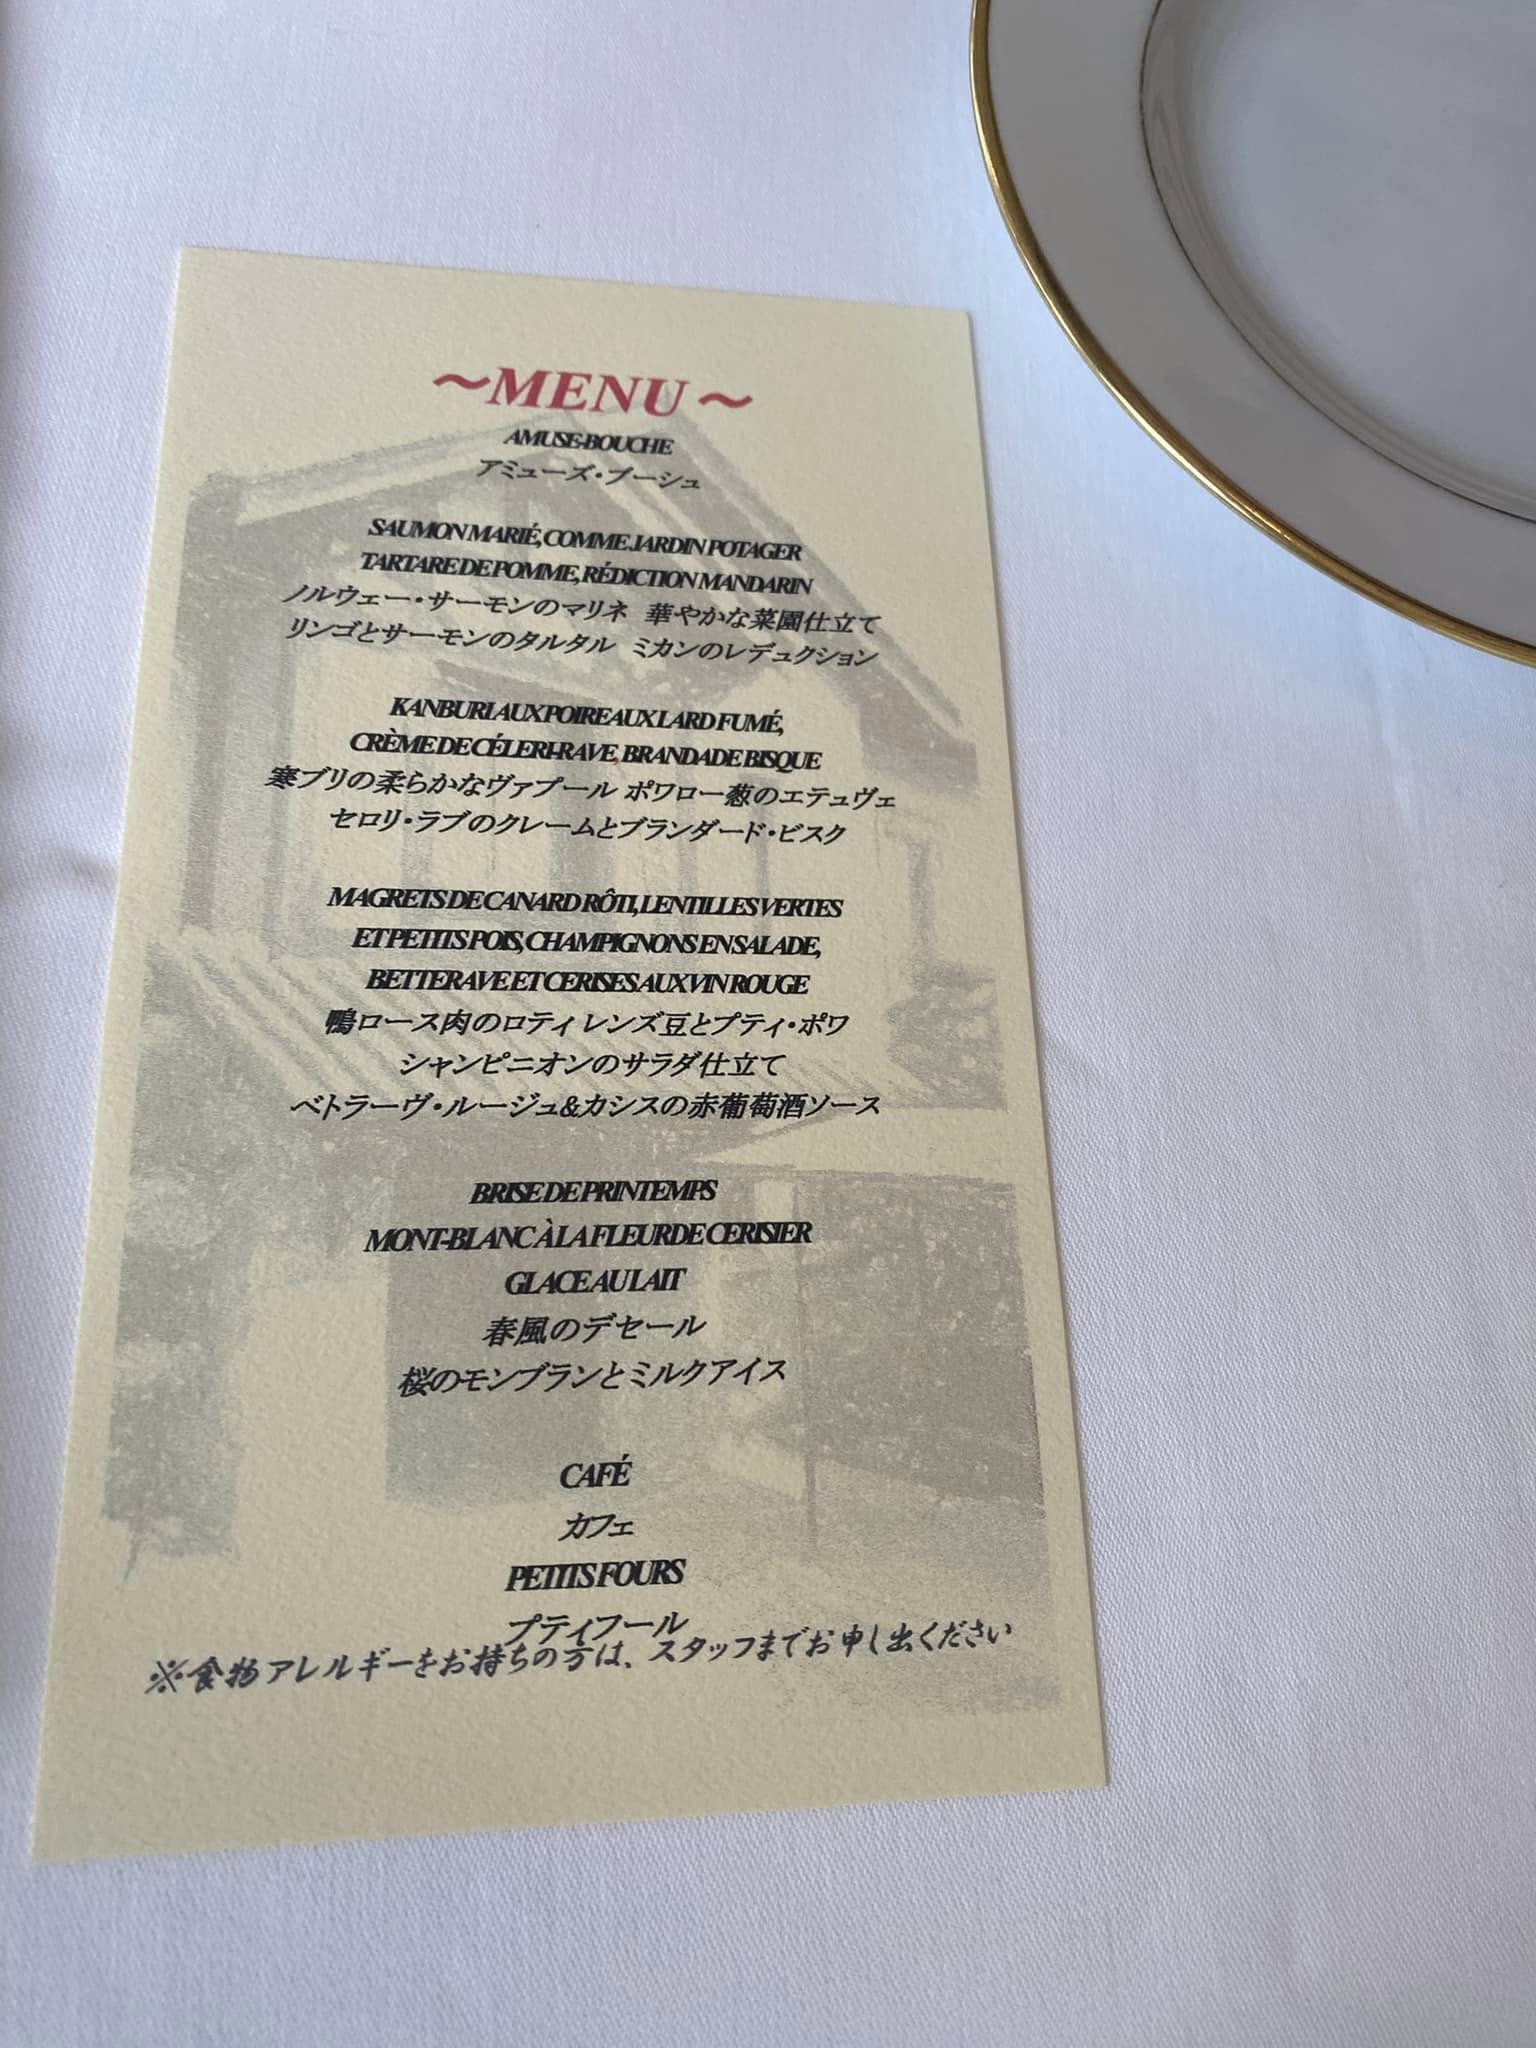 ～MENU～
AMUSE-BOUCHE
アミューズ・ブーシュ
SAUMON MARIÉ, COMME JARDIN POTAGER
TARTARE DE POMME, RÉDICTION MANDARIN
ノルウェー・サーモンのマリネ 華やかな菜園仕立て
リンゴとサーモンのタルタル ミカンのレデュクション
KANBURI AUX POIREAUX LARD FUMÉ,
CRÈME DE CÉLERI-RAVE, BRANDADE BISQUE
寒ブリの柔らかなヴァプール ポワロー葱のエテュヴェ
セロリ・ラブのクレームとブランダード・ビスク
MAGRETS DE CANARD RÔTI, LENTILLES VERTES
ET PETITS POIS, CHAMPIGNONS EN SALADE,
BETTERAVE ET CERISES AUX VIN ROUGE
鴨ロース肉のロティ レンズ豆とプティ・ポワ
シャンピニオンのサラダ仕立て
ベトラーヴ・ルージュ&カシスの赤葡萄酒ソース
BRISE DE PRINTEMPS
MONT-BLANC À LA FLEUR DE CERISIER
GLACE AU LAIT
春風のデセール
桜のモンブランとミルクアイス
CAFÉ
カフェ
PETITS FOURS
プティフール
※食物アレルギーをお持ちの方は、スタッフまでお申し出ください